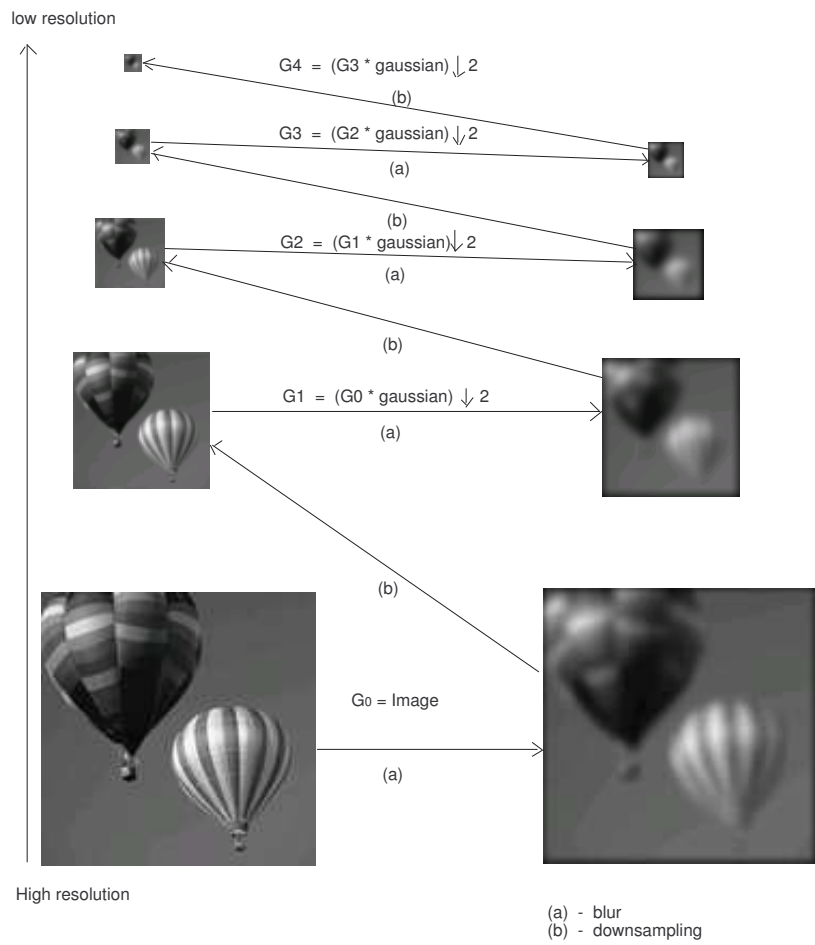 low resolution
G4 = (G3 * gaussian) ↓ 2
(b)
G3 = (G2 * gaussian) ↓ 2
(a)
(b)
G2 = (G1 * gaussian) ↓ 2
(a)
(b)
G1 = (G0 * gaussian) ↓ 2
(a)
(b)
G0 = Image
(a)
High resolution
(a) - blur
(b) - downsampling